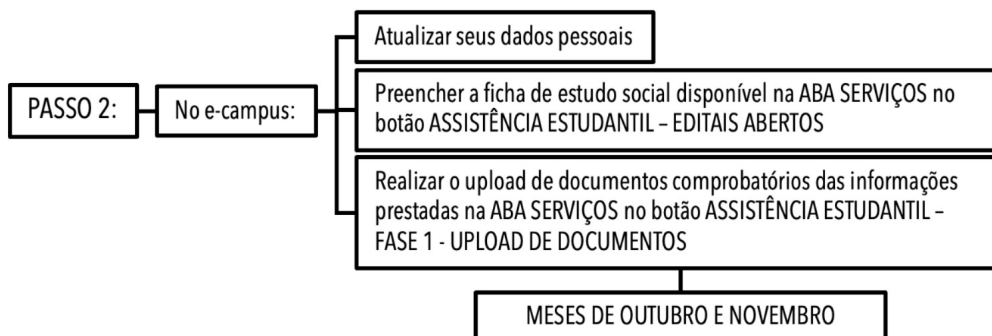 Atualizar seus dados pessoais
PASSO 2:
No e-campus:
Preencher a ficha de estudo social disponível na ABA SERVIÇOS no
botão ASSISTÊNCIA ESTUDANTIL – EDITAIS ABERTOS
Realizar o upload de documentos comprobatórios das informações
prestadas na ABA SERVIÇOS no botão ASSISTÊNCIA ESTUDANTIL –
FASE 1 - UPLOAD DE DOCUMENTOS
MESES DE OUTUBRO E NOVEMBRO